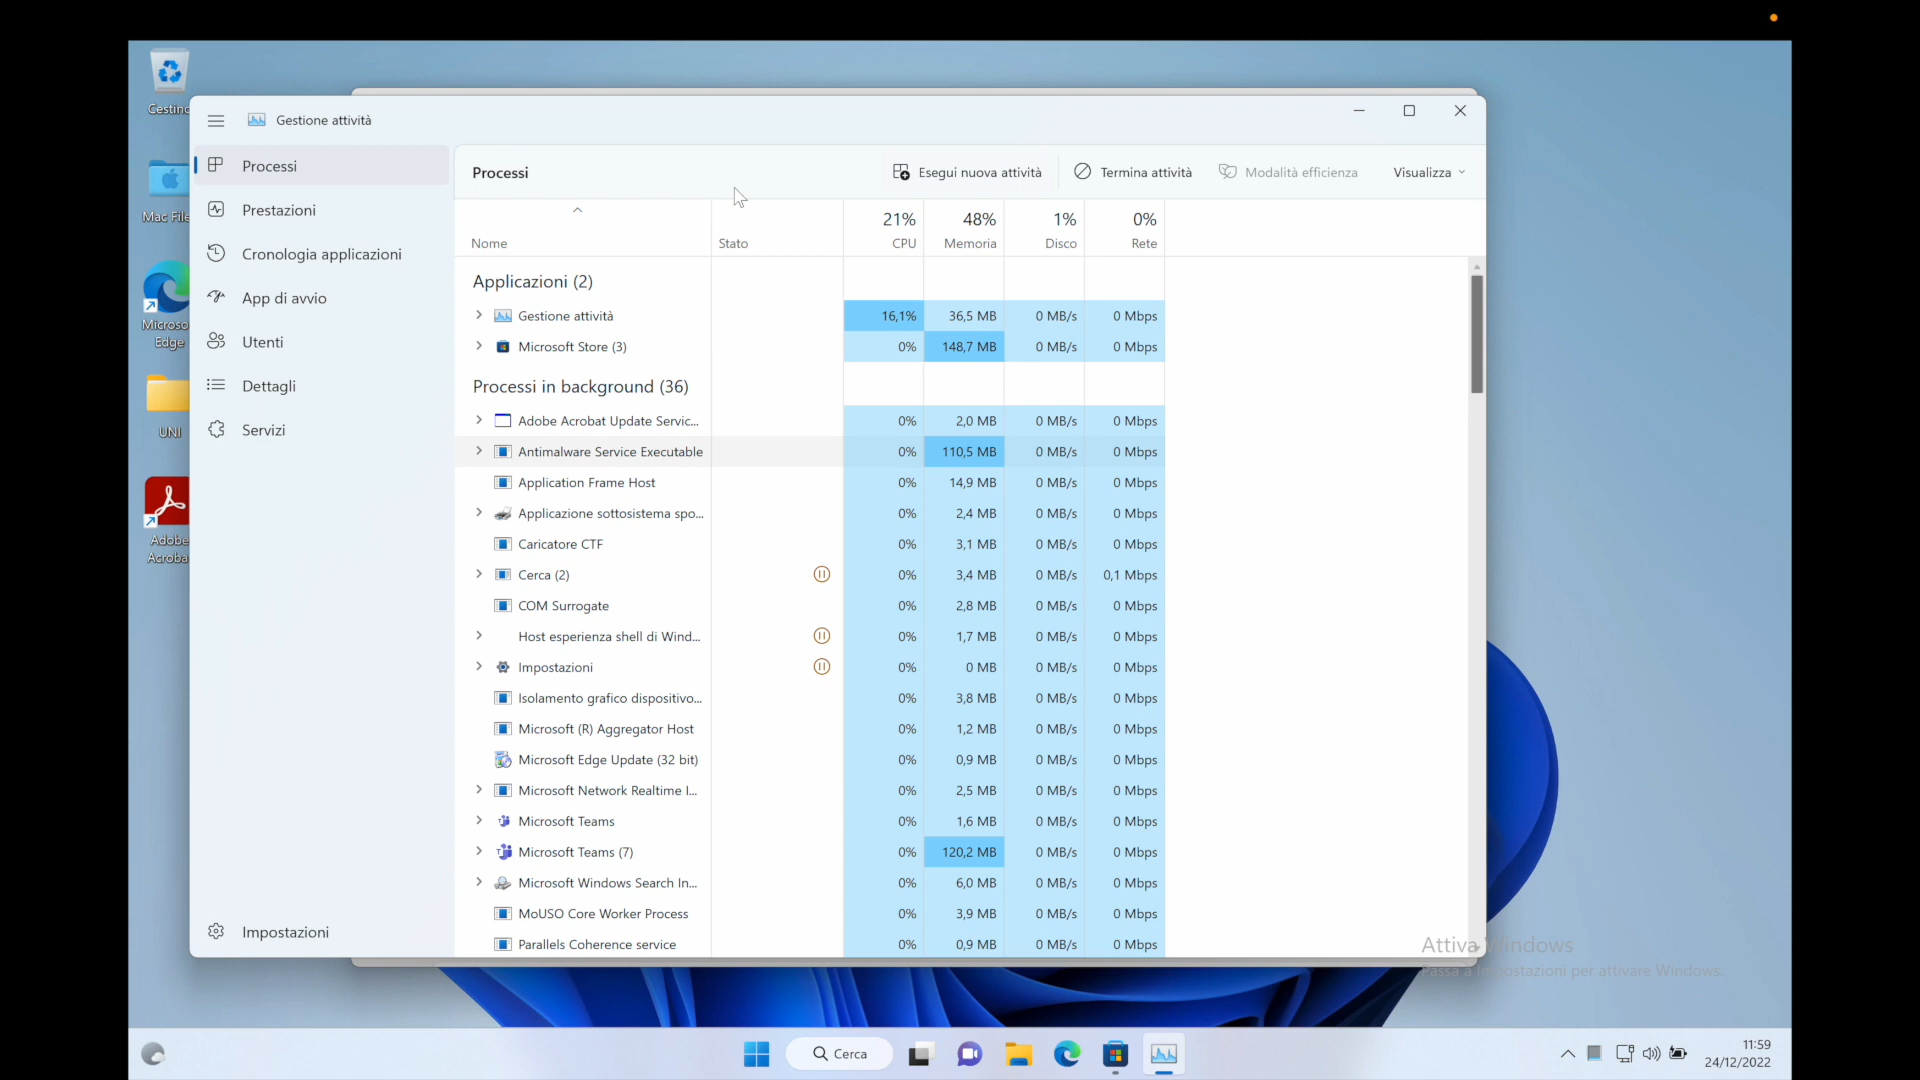 Cestino
Mac File
Microso
Edge
UNI
Adobe
Acroba
Gestione attività
Processi
Prestazioni
Cronologia applicazioni
App di avvio
Utenti
Dettagli
Servizi
Impostazioni
Processi
Esegui nuova attività
Termina attività
Modalità efficienza
Visualizza
21% 48% 1% 0%
Nome Stato CPU Memoria Disco Rete
Applicazioni (2)
Gestione attività 16,1% 36,5 MB 0 MB/s 0 Mbps
Microsoft Store (3) 0% 148,7 MB 0 MB/s 0 Mbps
Processi in background (36)
Adobe Acrobat Update Servic... 0% 2,0 MB 0 MB/s 0 Mbps
Antimalware Service Executable 0% 110,5 MB 0 MB/s 0 Mbps
Application Frame Host 0% 14,9 MB 0 MB/s 0 Mbps
Applicazione sottosistema spo... 0% 2,4 MB 0 MB/s 0 Mbps
Caricatore CTF 0% 3,1 MB 0 MB/s 0 Mbps
Cerca (2) 0% 3,4 MB 0 MB/s 0,1 Mbps
COM Surrogate 0% 2,8 MB 0 MB/s 0 Mbps
Host esperienza shell di Wind... 0% 1,7 MB 0 MB/s 0 Mbps
Impostazioni 0% 0 MB 0 MB/s 0 Mbps
Isolamento grafico dispositivo... 0% 3,8 MB 0 MB/s 0 Mbps
Microsoft (R) Aggregator Host 0% 1,2 MB 0 MB/s 0 Mbps
Microsoft Edge Update (32 bit) 0% 0,9 MB 0 MB/s 0 Mbps
Microsoft Network Realtime I... 0% 2,5 MB 0 MB/s 0 Mbps
Microsoft Teams 0% 1,6 MB 0 MB/s 0 Mbps
Microsoft Teams (7) 0% 120,2 MB 0 MB/s 0 Mbps
Microsoft Windows Search In... 0% 6,0 MB 0 MB/s 0 Mbps
MoUSO Core Worker Process 0% 3,9 MB 0 MB/s 0 Mbps
Parallels Coherence service 0% 0,9 MB 0 MB/s 0 Mbps
Attiva Windows
Passa a Impostazioni per attivare Windows.
Cerca
11:59
24/12/2022